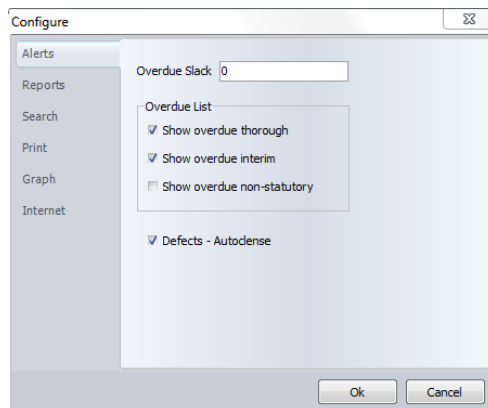 Configure
Alerts
Reports
Search
Print
Graph
Internet
Overdue Slack 0
Overdue List
Show overdue thorough
Show overdue interim
Show overdue non-statutory
Defects - Autoclense
Ok Cancel